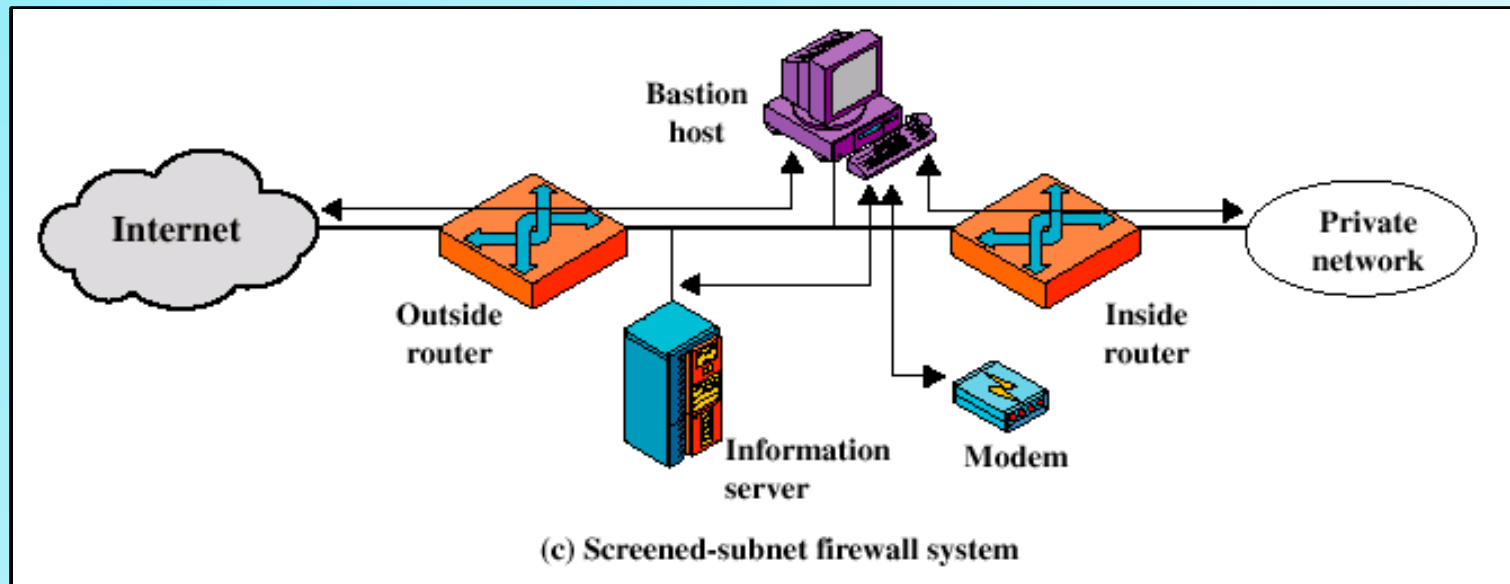 Bastion
host
Internet
Private
network
Outside
router
Inside
router
Information
server
Modem
(c) Screened-subnet firewall system